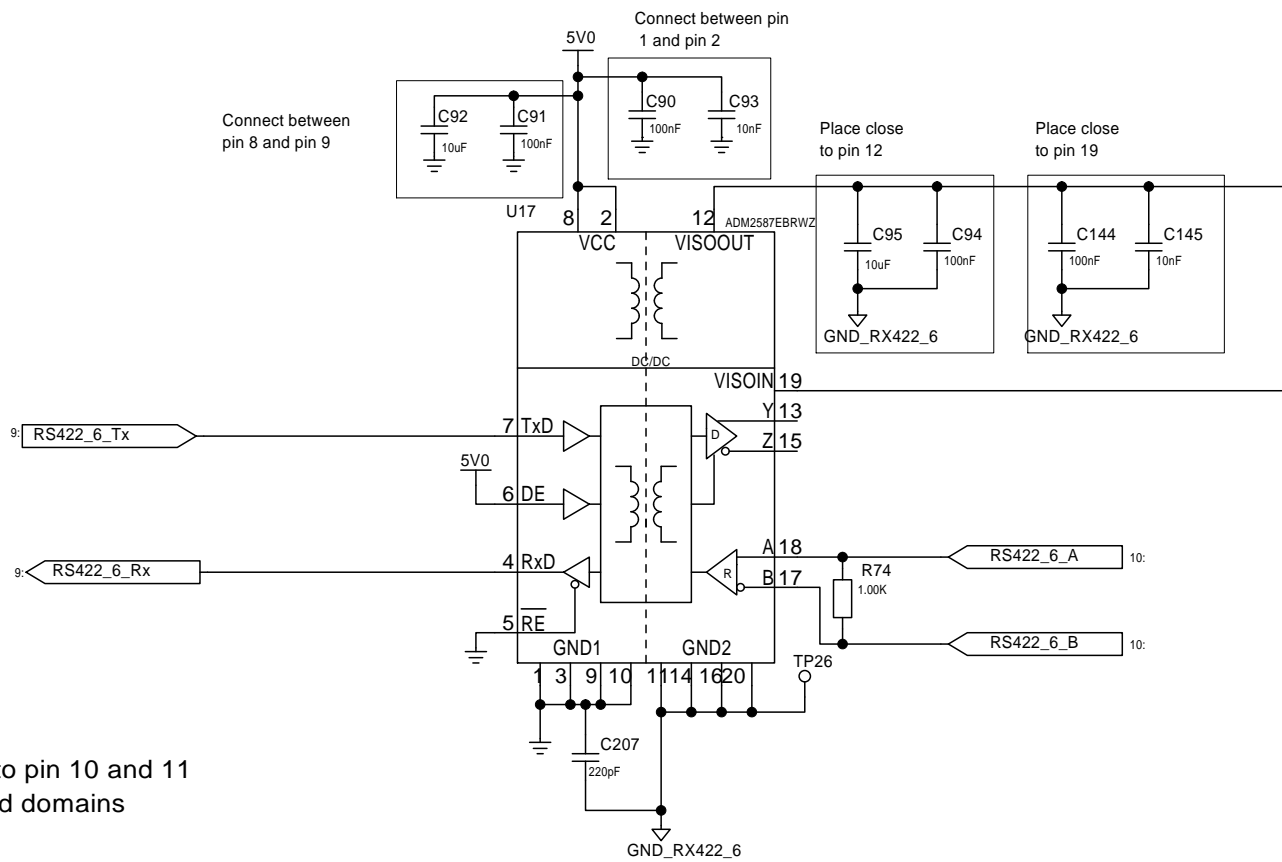 Connect between pin
1 and pin 2
5V0
C90
100nF
C93
10nF
C92
10uF
C91
100nF
Connect between
pin 8 and pin 9
Place close
to pin 12
Place close
to pin 19
U17
8
2
12
ADM2587EBRWZ
VCC
VISOOUT
C95
10uF
C94
100nF
C144
100nF
C145
10nF
GND_RX422_6
GND_RX422_6
DC/DC
VISOIN 19
Y 13
Z 15
D
9:
RS422_6_Tx
7 TxD
5V0
6 DE
9:
RS422_6_Rx
4 RxD
5 RE
R
A 18
B 17
RS422_6_A
10:
R74
1.00K
RS422_6_B
10:
GND1
GND2
TP26
1 3 9 10 11 14 16 20
C207
220pF
to pin 10 and 11
d domains
GND_RX422_6